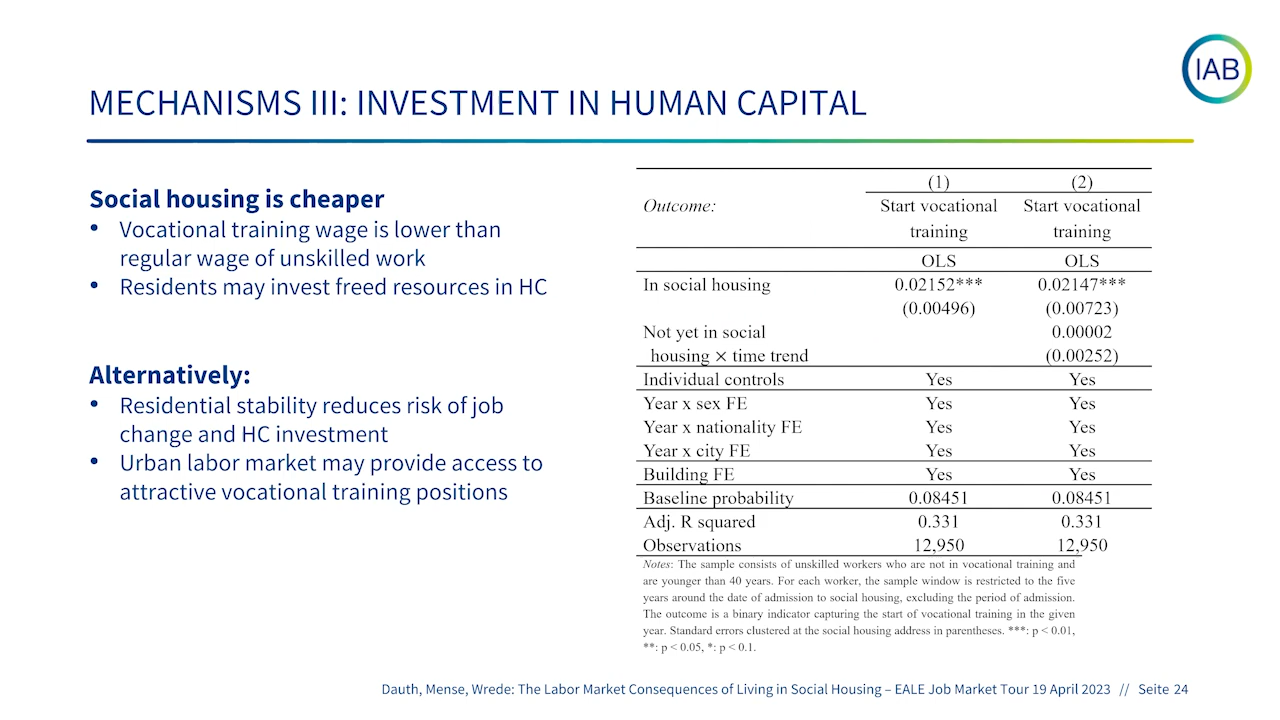 IAB
MECHANISMS III: INVESTMENT IN HUMAN CAPITAL
Social housing is cheaper
• Vocational training wage is lower than
regular wage of unskilled work
• Residents may invest freed resources in HC
Alternatively:
• Residential stability reduces risk of job
change and HC investment
• Urban labor market may provide access to
attractive vocational training positions
(1) (2)
Outcome: Start vocational Start vocational
training training
OLS OLS
In social housing 0.02152*** 0.02147***
(0.00496) (0.00723)
Not yet in social 0.00002
housing × time trend (0.00252)
Individual controls Yes Yes
Year x sex FE Yes Yes
Year x nationality FE Yes Yes
Year x city FE Yes Yes
Building FE Yes Yes
Baseline probability 0.08451 0.08451
Adj. R squared 0.331 0.331
Observations 12,950 12,950
Notes: The sample consists of unskilled workers who are not in vocational training and
are younger than 40 years. For each worker, the sample window is restricted to the five
years around the date of admission to social housing, excluding the period of admission.
The outcome is a binary indicator capturing the start of vocational training in the given
year. Standard errors clustered at the social housing address in parentheses. ***: p < 0.01,
**: p < 0.05, *: p < 0.1.
Dauth, Mense, Wrede: The Labor Market Consequences of Living in Social Housing – EALE Job Market Tour 19 April 2023 // Seite 24